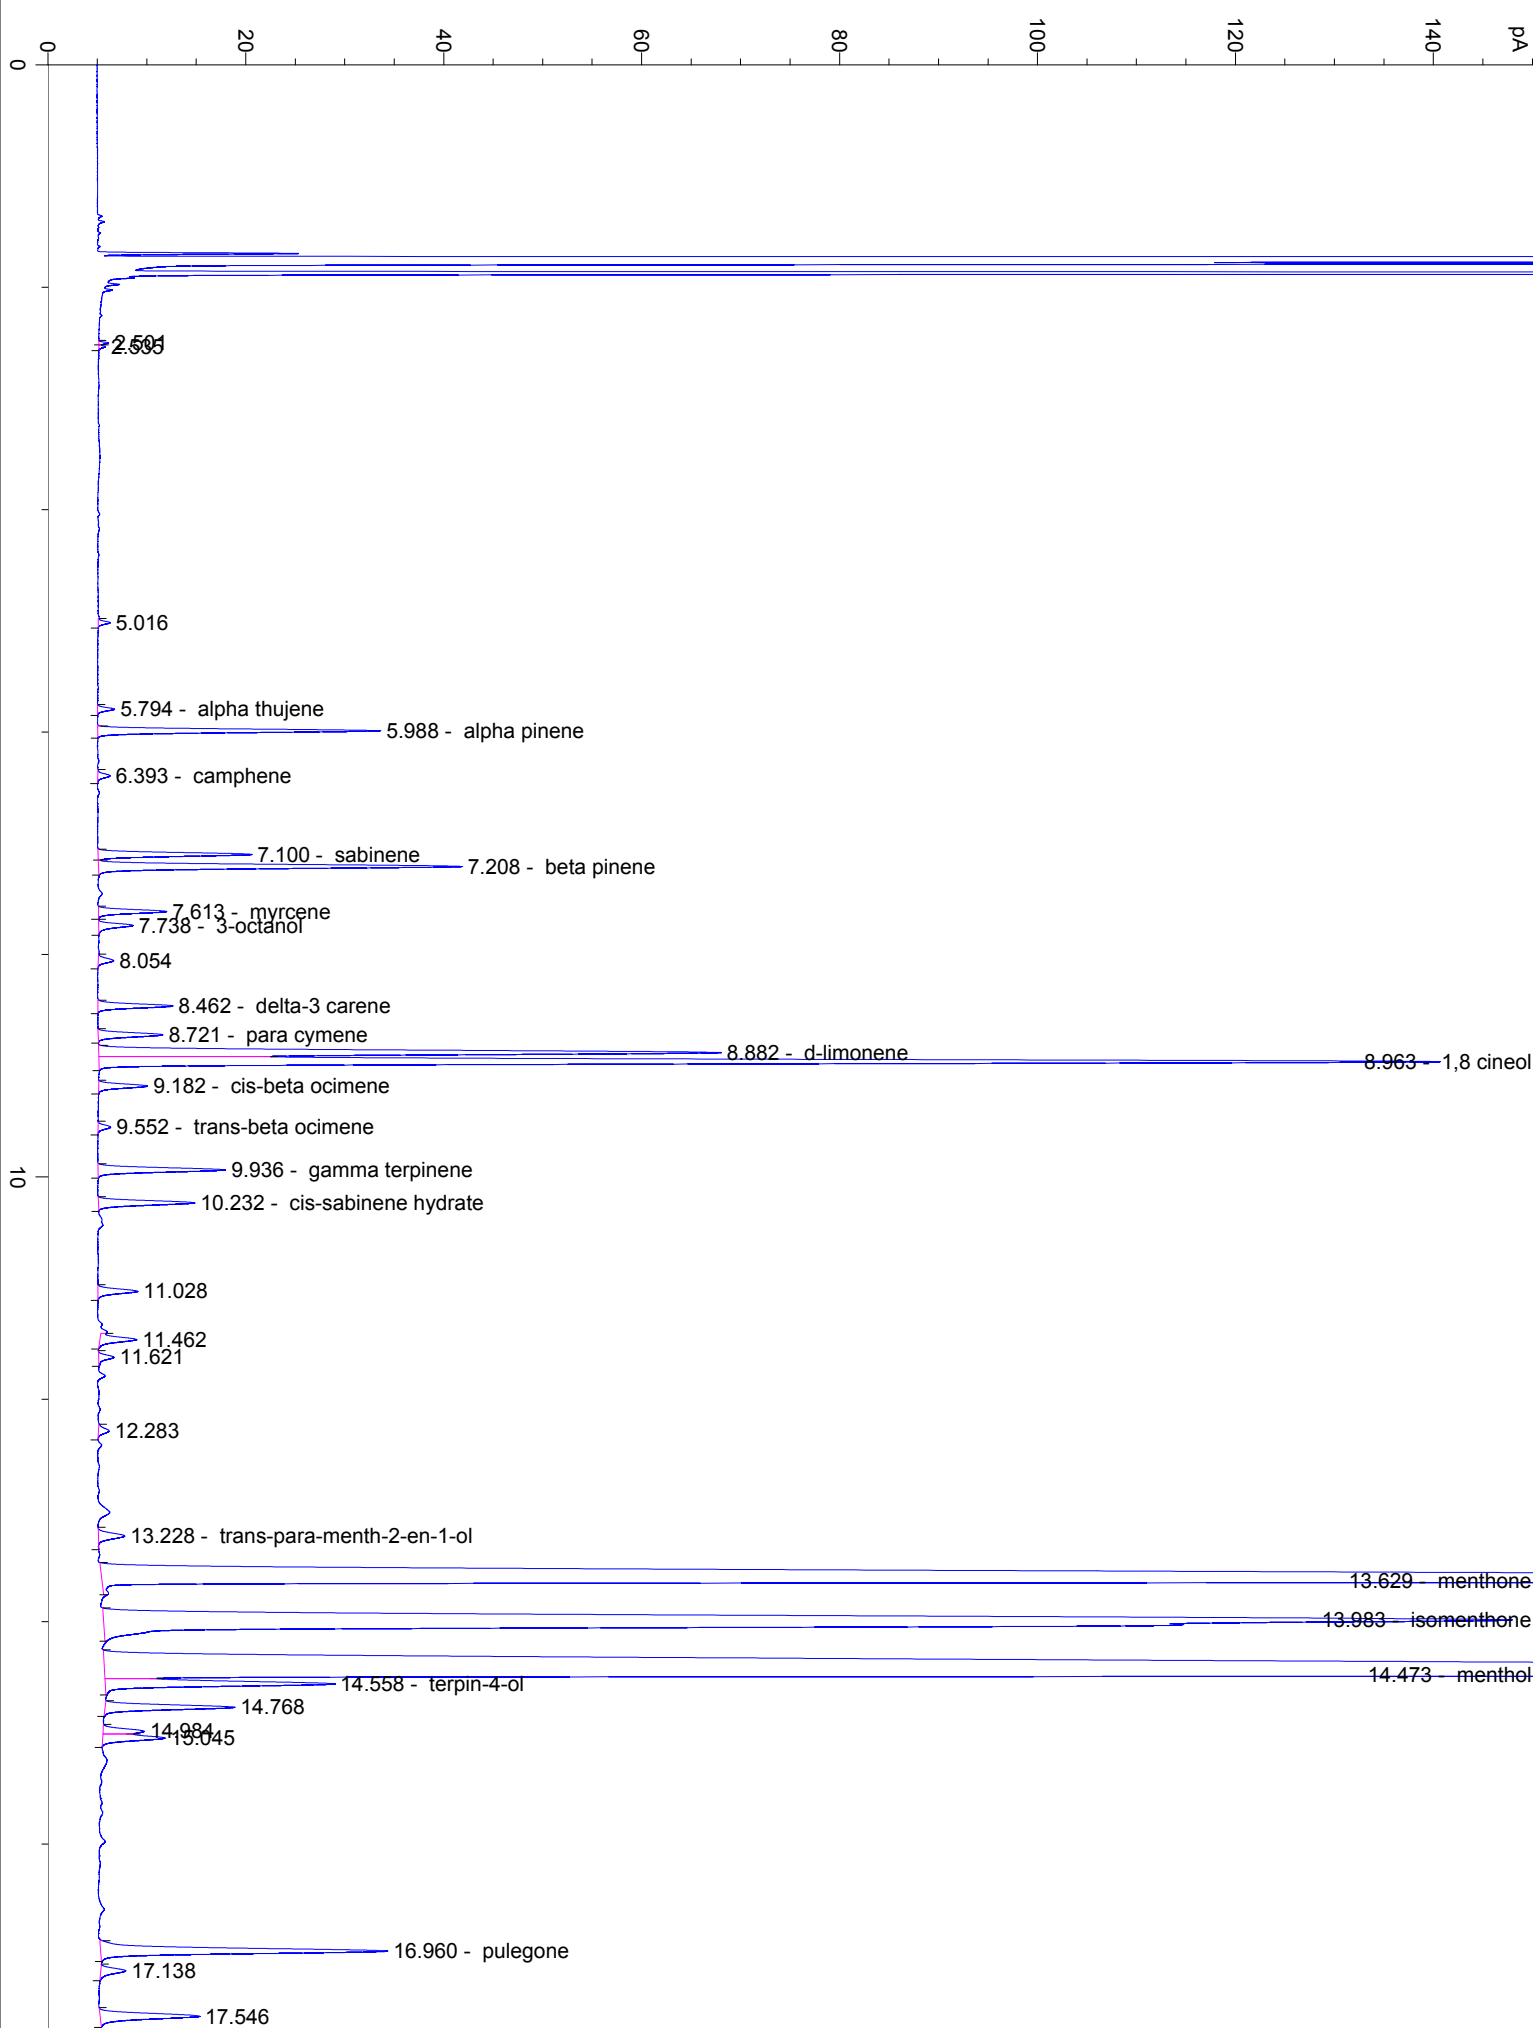 pA
0
20
40
60
80
100
120
140
0
2.501
2.535
5.016
5.794 - alpha thujene
5.988 - alpha pinene
6.393 - camphene
7.100 - sabinene
7.208 - beta pinene
7.613 - myrcene
7.738 - 3-octanol
8.054
8.462 - delta-3 carene
8.721 - para cymene
8.882 - d-limonene
8.963 - 1,8 cineol
9.182 - cis-beta ocimene
9.552 - trans-beta ocimene
9.936 - gamma terpinene
10
10.232 - cis-sabinene hydrate
11.028
11.462
11.621
12.283
13.228 - trans-para-menth-2-en-1-ol
13.629 - menthone
13.983 - isomenthone
14.473 - menthol
14.558 - terpin-4-ol
14.768
14.984
15.045
16.960 - pulegone
17.138
17.546